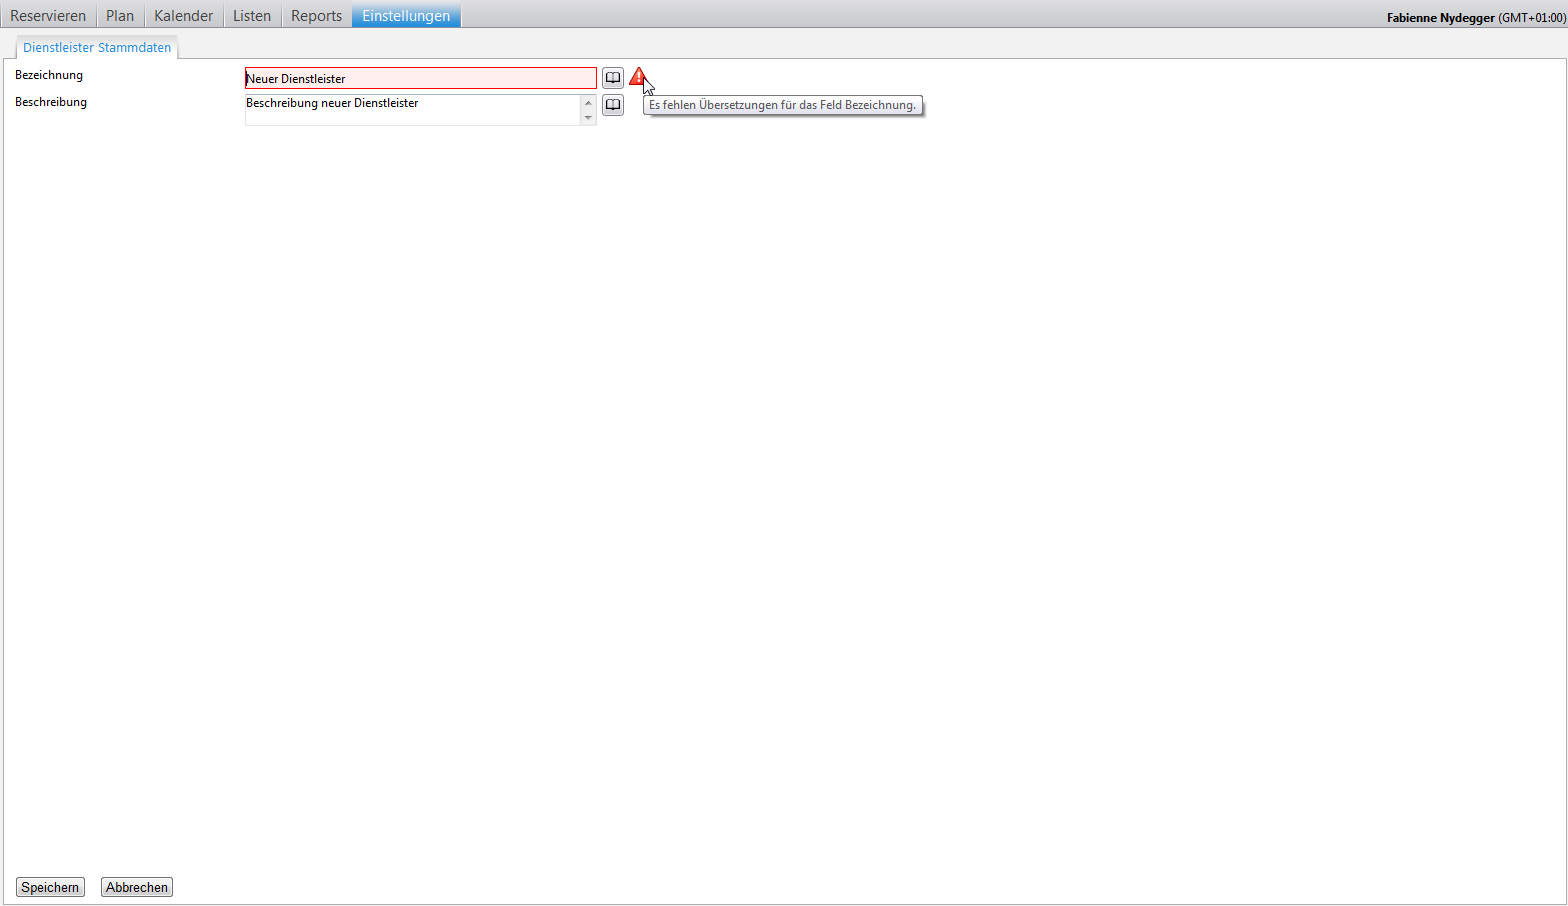 Reservieren Plan Kalender Listen Reports Einstellungen Fabienne Nydegger (GMT+01:00)
Dienstleister Stammdaten
Bezeichnung Neuer Dienstleister
Beschreibung Beschreibung neuer Dienstleister Es fehlen Übersetzungen für das Feld Bezeichnung.
Speichern Abbrechen